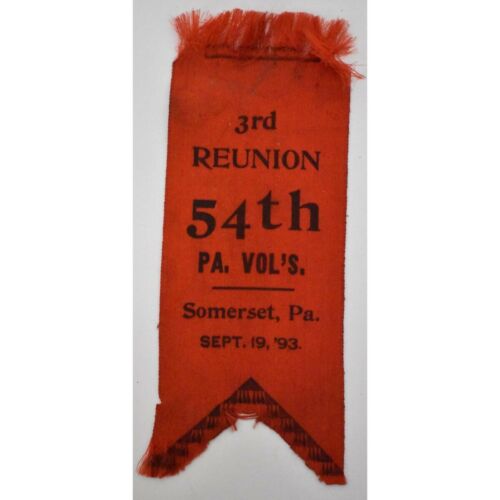 3rd
REUNION
54th
PA. VOL'S.
Somerset, Pa.
SEPT. 19, '93.